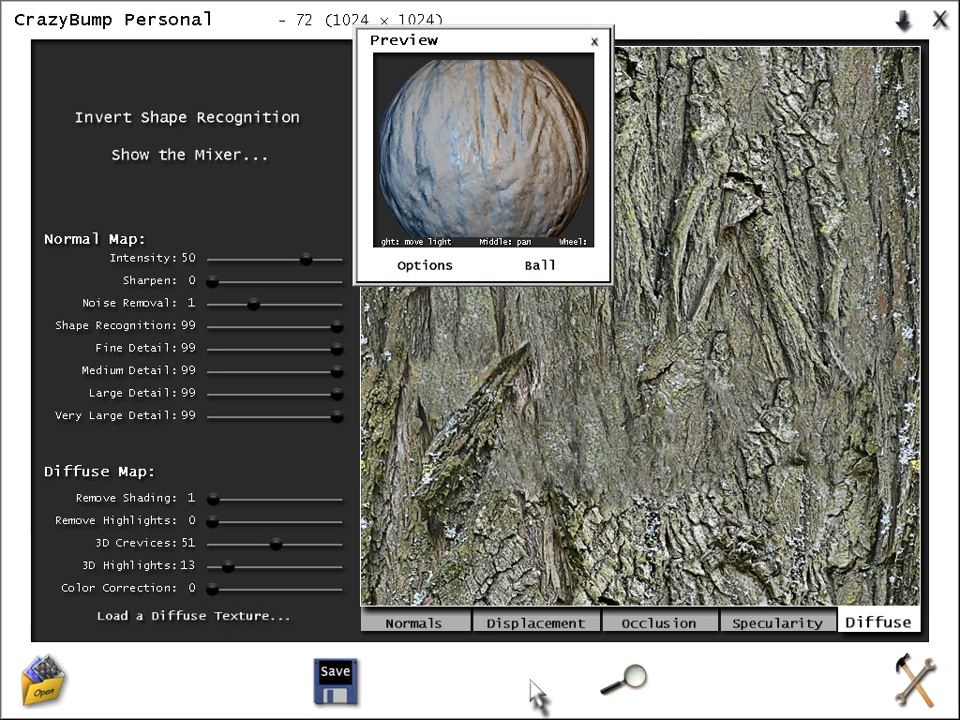 CrazyBump Personal - 72 (1024 x 1024) X
Preview x
Invert Shape Recognition
Show the Mixer...
ght: move light Middle: pan Wheel:
Options Ball
Normal Map:
Intensity: 50
Sharpen: 0
Noise Removal: 1
Shape Recognition: 99
Fine Detail: 99
Medium Detail: 99
Large Detail: 99
Very Large Detail: 99
Diffuse Map:
Remove Shading: 1
Remove Highlights: 0
3D Crevices: 51
3D Highlights: 13
Color Correction: 0
Load a Diffuse Texture...
Normals Displacement Occlusion Specularity Diffuse
Open Save